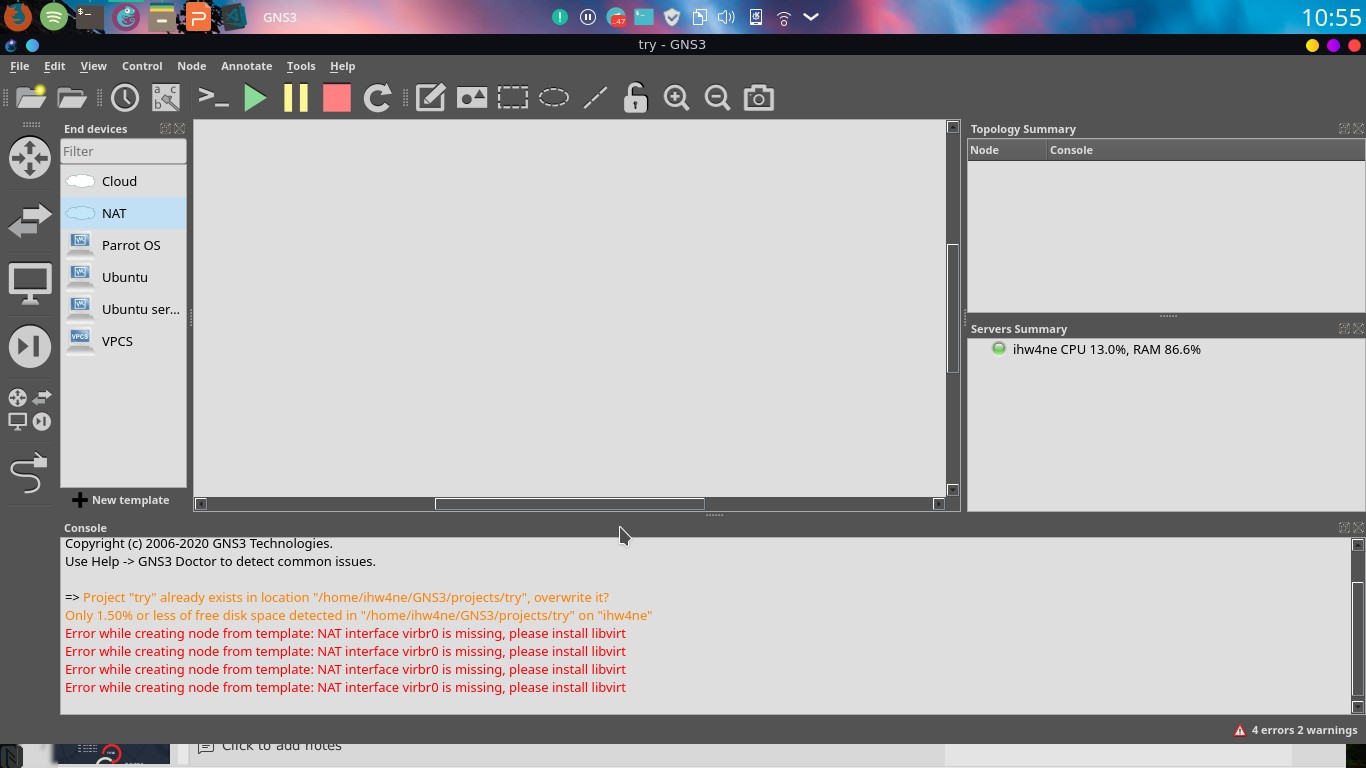 GNS3
.47
10:55
try - GNS3
File Edit View Control Node Annotate Tools Help
End devices
Filter
Cloud
NAT
Parrot OS
Ubuntu
Ubuntu ser...
VPCS
New template
Topology Summary
Node Console
Servers Summary
ihw4ne CPU 13.0%, RAM 86.6%
Console
Copyright (c) 2006-2020 GNS3 Technologies.
Use Help -> GNS3 Doctor to detect common issues.
=> Project "try" already exists in location "/home/ihw4ne/GNS3/projects/try", overwrite it?
Only 1.50% or less of free disk space detected in "/home/ihw4ne/GNS3/projects/try" on "ihw4ne"
Error while creating node from template: NAT interface virbr0 is missing, please install libvirt
Error while creating node from template: NAT interface virbr0 is missing, please install libvirt
Error while creating node from template: NAT interface virbr0 is missing, please install libvirt
Error while creating node from template: NAT interface virbr0 is missing, please install libvirt
4 errors 2 warnings
Click to add notes